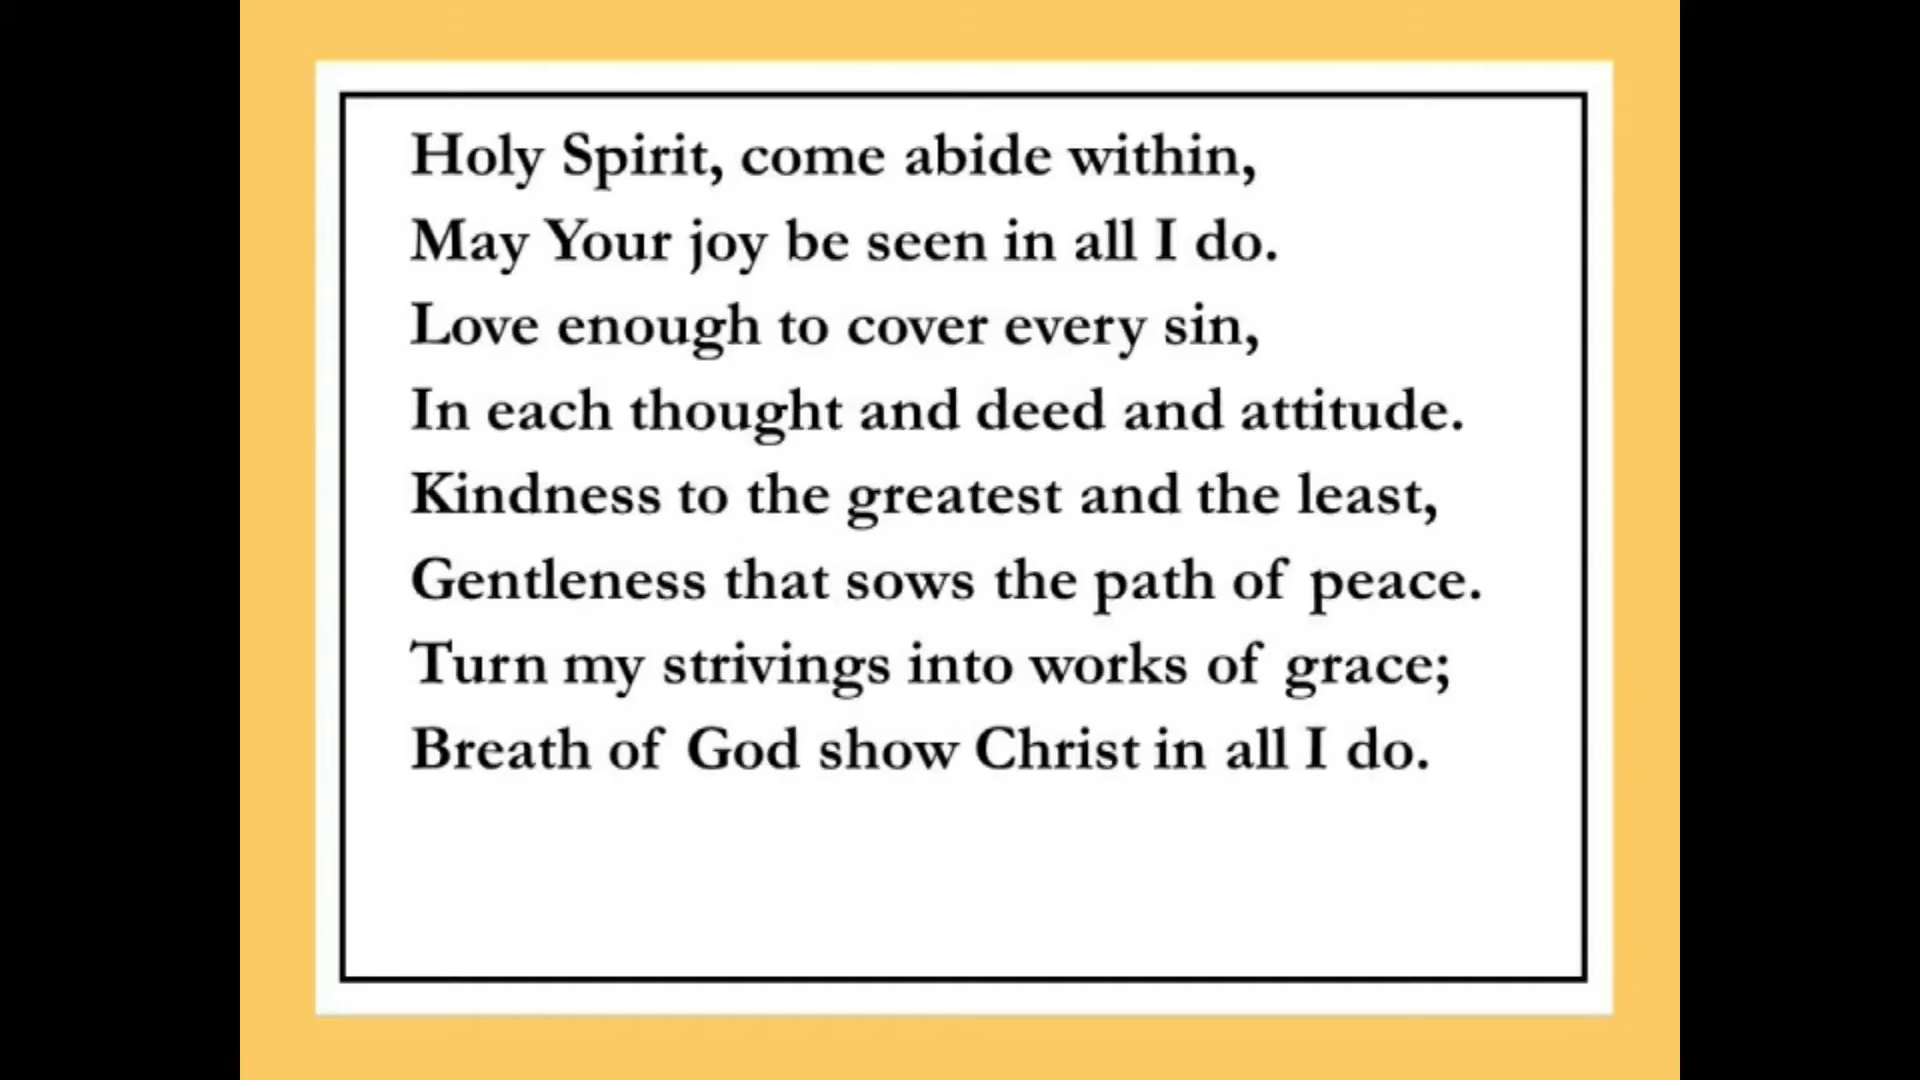 Holy Spirit, come abide within,
May Your joy be seen in all I do.
Love enough to cover every sin,
In each thought and deed and attitude.
Kindness to the greatest and the least,
Gentleness that sows the path of peace.
Turn my strivings into works of grace;
Breath of God show Christ in all I do.